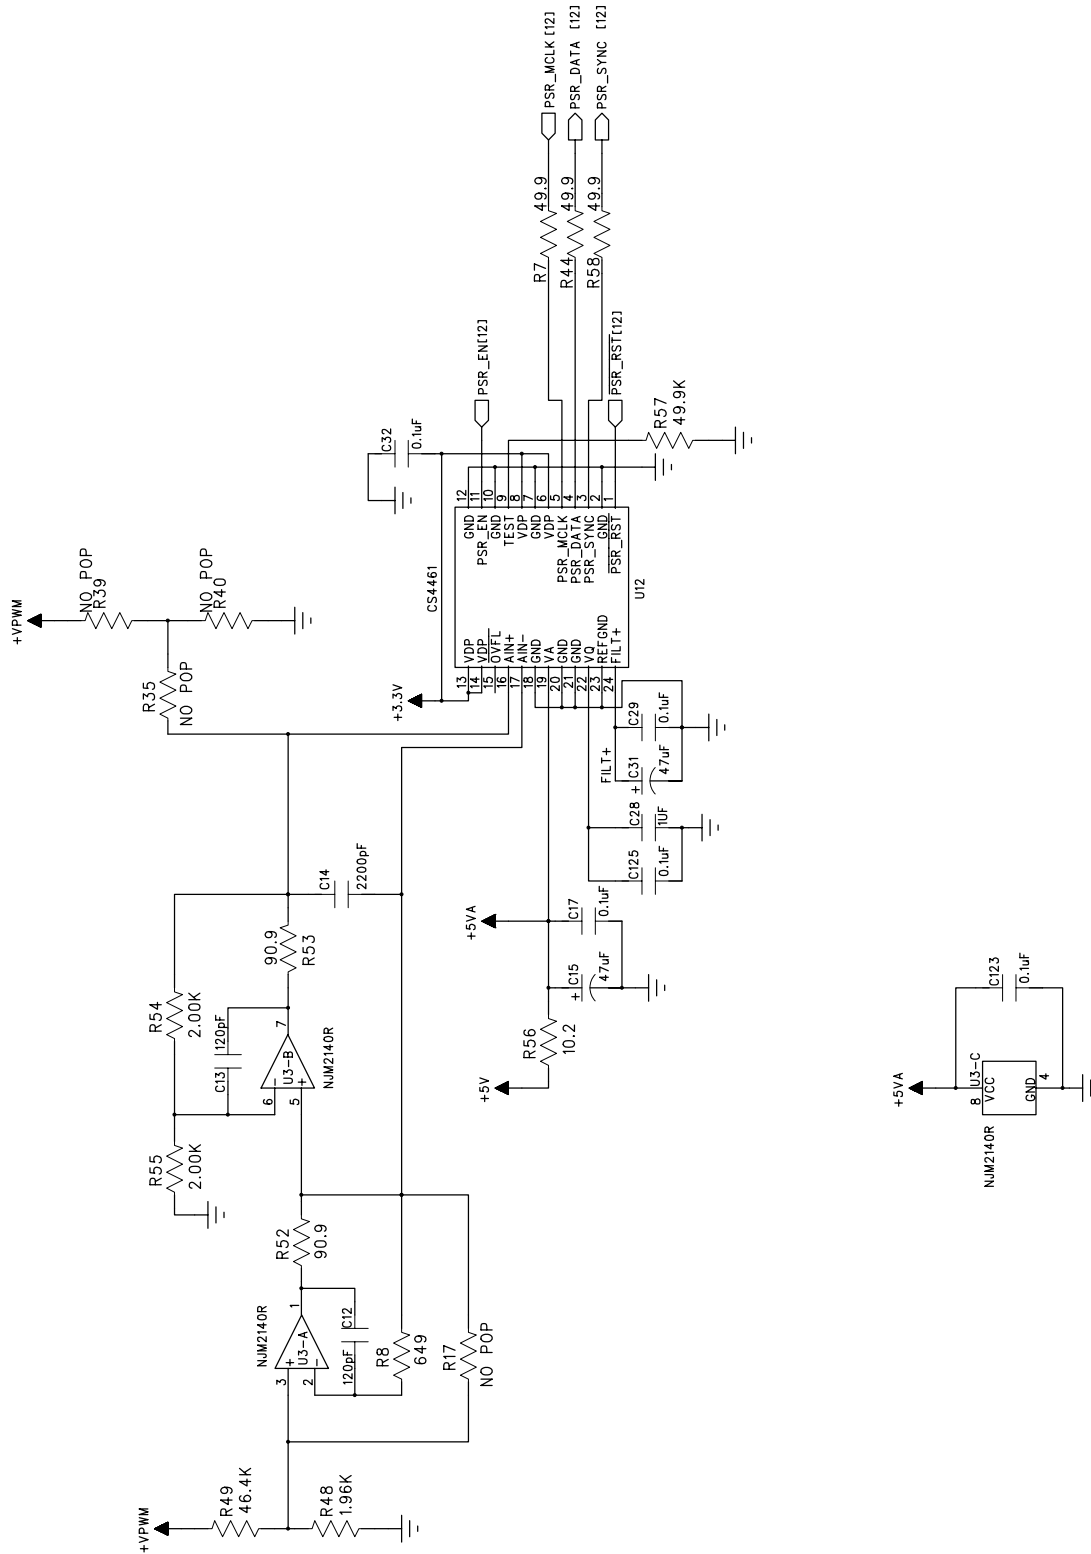 +VPWM
R49
46.4K
R48
1.96K
NJM2140R
3
2
1
+
-
U3-A
C12
120pF
R8
649
R17
NO POP
R52
90.9
R55
2.00K
R54
2.00K
C13
120pF
6
5
7
-
+
U3-B
NJM2140R
90.9
R53
C14
2200pF
+VPWM
NO POP
R39
NO POP
R40
R35
NO POP
+5V
R56
10.2
+5VA
+
C15
47uF
C17
0.1uF
C125
0.1uF
C28
1UF
FILT+
+
C31
47uF
C29
0.1uF
+3.3V
CS4461
U12
13 VDP
14 VDP
15 OVFL
16 AIN+
17 AIN-
18 GND
19 VA
20 GND
21 GND
22 VQ
23 REFGND
24 FILT+
GND 12
PSR_EN 11
GND 10
TEST 9
VDP 8
GND 7
VDP 6
PSR_MCLK 5
PSR_DATA 4
PSR_SYNC 3
GND 2
PSR_RST 1
C32
0.1uF
PSR_EN[12]
PSR_RST[12]
R57
49.9K
R7
49.9
R44
49.9
R58
49.9
PSR_MCLK [12]
PSR_DATA [12]
PSR_SYNC [12]
+5VA
NJM2140R
8
U3-C
VCC
GND
4
C123
0.1uF